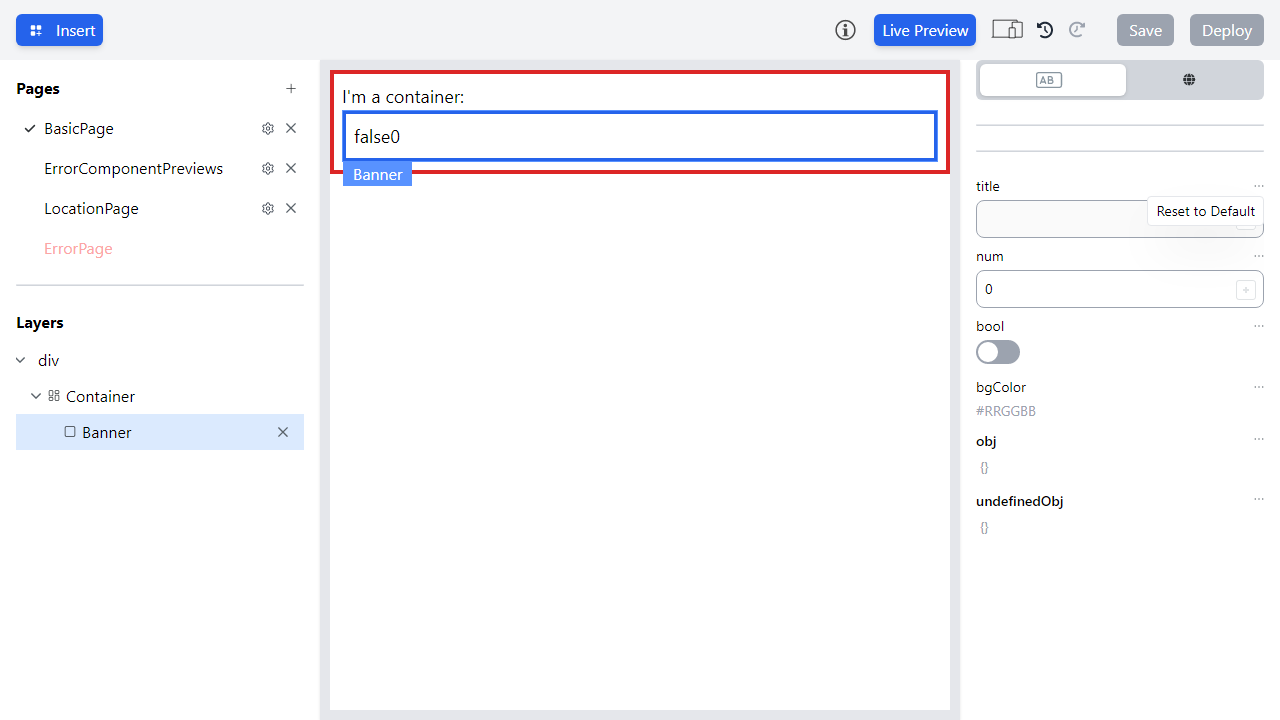 Insert
Live Preview
Save
Deploy
Pages
BasicPage
ErrorComponentPreviews
LocationPage
ErrorPage
Layers
div
Container
Banner
I'm a container:
false0
Banner
AB
title
Reset to Default
num
0
bool
bgColor
#RRGGBB
obj
{}
undefinedObj
{}